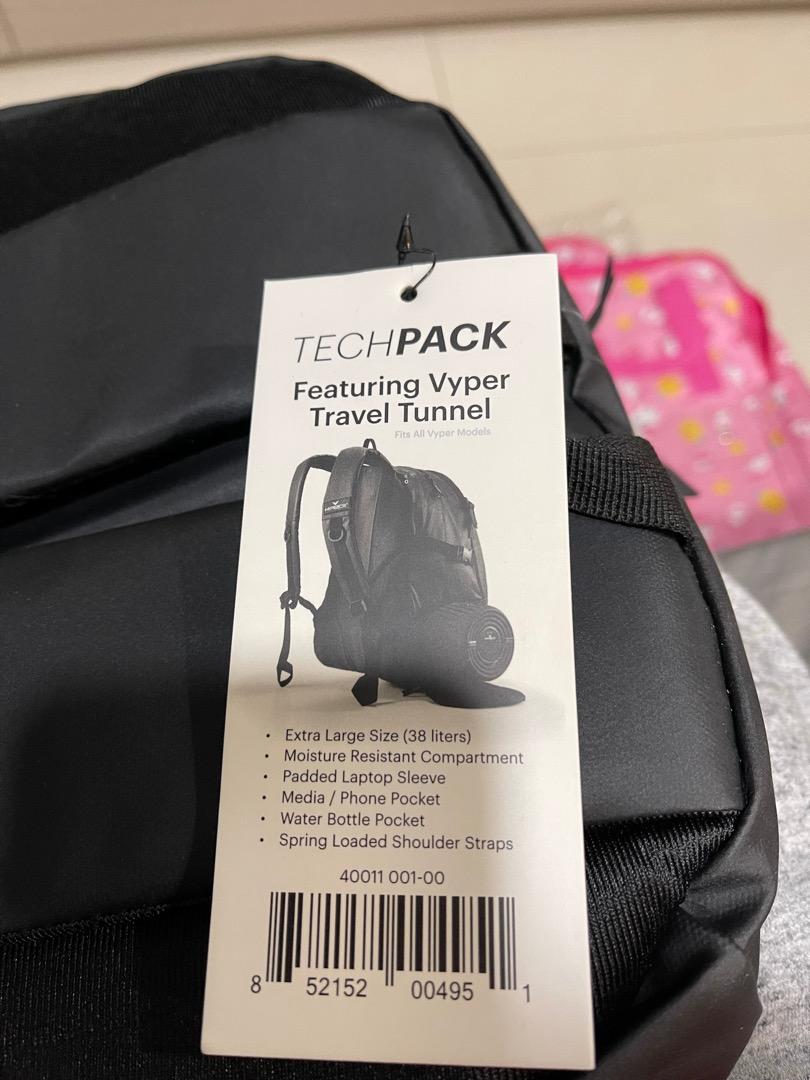 TECHPACK
Featuring Vyper
Travel Tunnel
Fits All Vyper Models
• Extra Large Size (38 liters)
• Moisture Resistant Compartment
• Padded Laptop Sleeve
• Media / Phone Pocket
• Water Bottle Pocket
• Spring Loaded Shoulder Straps
40011 001-00
8 52152 00495 1